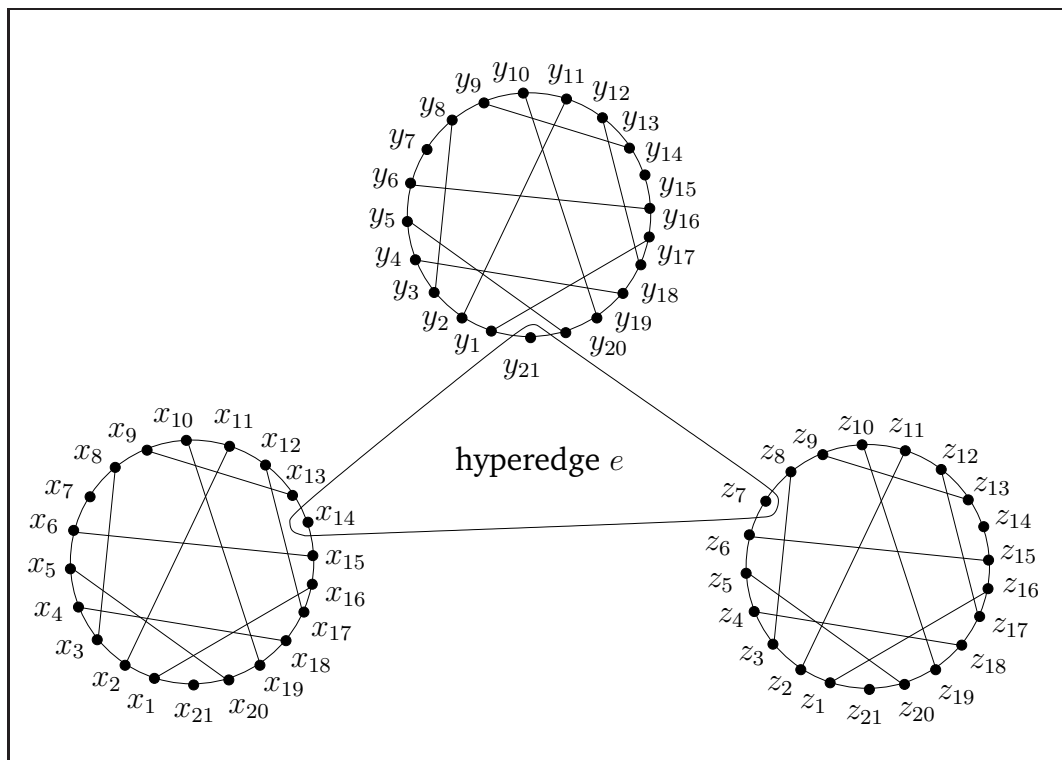 y₁₀ y₁₁
y₉ y₁₂
y₈ y₁₃
y₇ y₁₄
y₆ y₁₅
y₅ y₁₆
y₄ y₁₇
y₃ y₁₈
y₂ y₁₉
y₁ y₂₀
y₂₁
hyperedge e
x₁₀ x₁₁
x₉ x₁₂
x₈ x₁₃
x₇ x₁₄
x₆ x₁₅
x₅ x₁₆
x₄ x₁₇
x₃ x₁₈
x₂ x₁₉
x₁ x₂₀
x₂₁
z₁₀ z₁₁
z₉ z₁₂
z₈ z₁₃
z₇ z₁₄
z₆ z₁₅
z₅ z₁₆
z₄ z₁₇
z₃ z₁₈
z₂ z₁₉
z₁ z₂₀
z₂₁